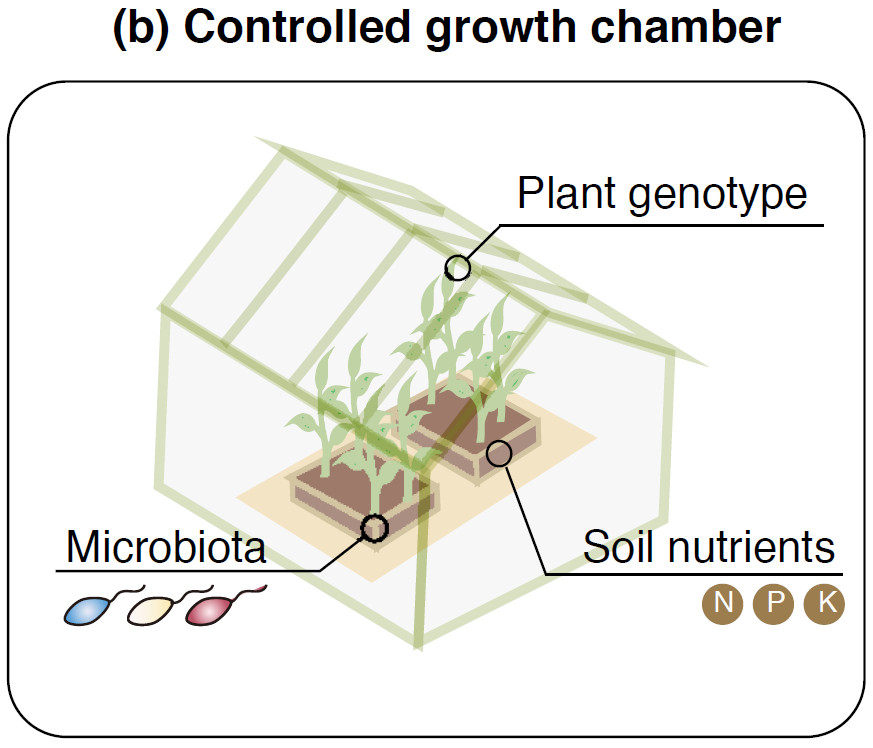 (b) Controlled growth chamber
Plant genotype
Microbiota
Soil nutrients
N P K